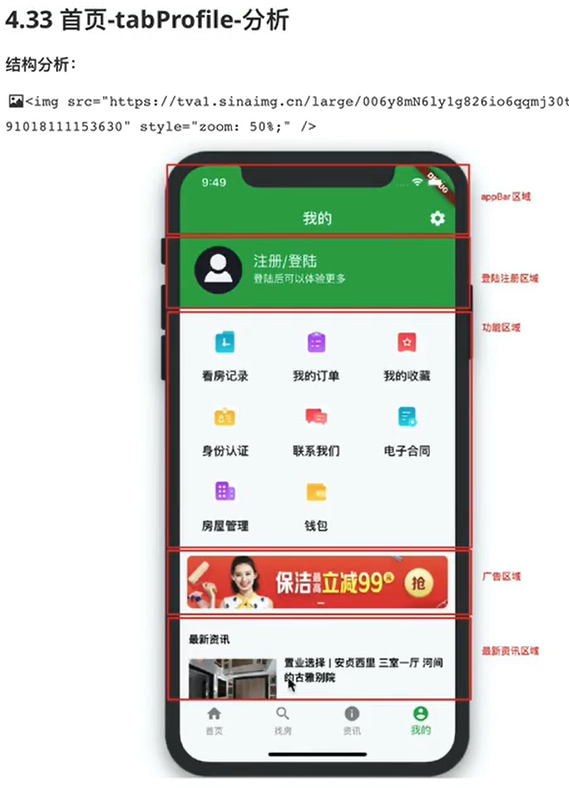 4.33 首页-tabProfile-分析
结构分析：
<img src="https://tva1.sinaimg.cn/large/006y8mN6ly1g826io6qqmj30t
91018111153630" style="zoom: 50%;" />
9:49
DEBUG
appBar区域
我的
注册/登陆
登陆后可以体验更多
登陆注册区域
功能区域
看房记录 我的订单 我的收藏
身份认证 联系我们 电子合同
房屋管理 钱包
保洁最高立减99元 抢
广告区域
最新资讯
最新资讯区域
置业选择 | 安贞西里 三室一厅 河间
的古雅别院
首页 找房 资讯 我的